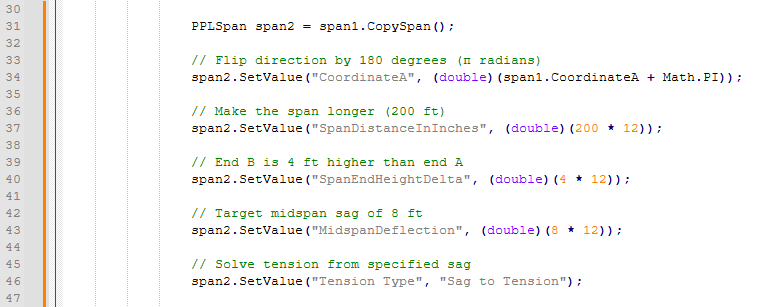 30
31 PPLSpan span2 = span1.CopySpan();
32
33 // Flip direction by 180 degrees (π radians)
34 span2.SetValue("CoordinateA", (double)(span1.CoordinateA + Math.PI));
35
36 // Make the span longer (200 ft)
37 span2.SetValue("SpanDistanceInInches", (double)(200 * 12));
38
39 // End B is 4 ft higher than end A
40 span2.SetValue("SpanEndHeightDelta", (double)(4 * 12));
41
42 // Target midspan sag of 8 ft
43 span2.SetValue("MidspanDeflection", (double)(8 * 12));
44
45 // Solve tension from specified sag
46 span2.SetValue("Tension Type", "Sag to Tension");
47